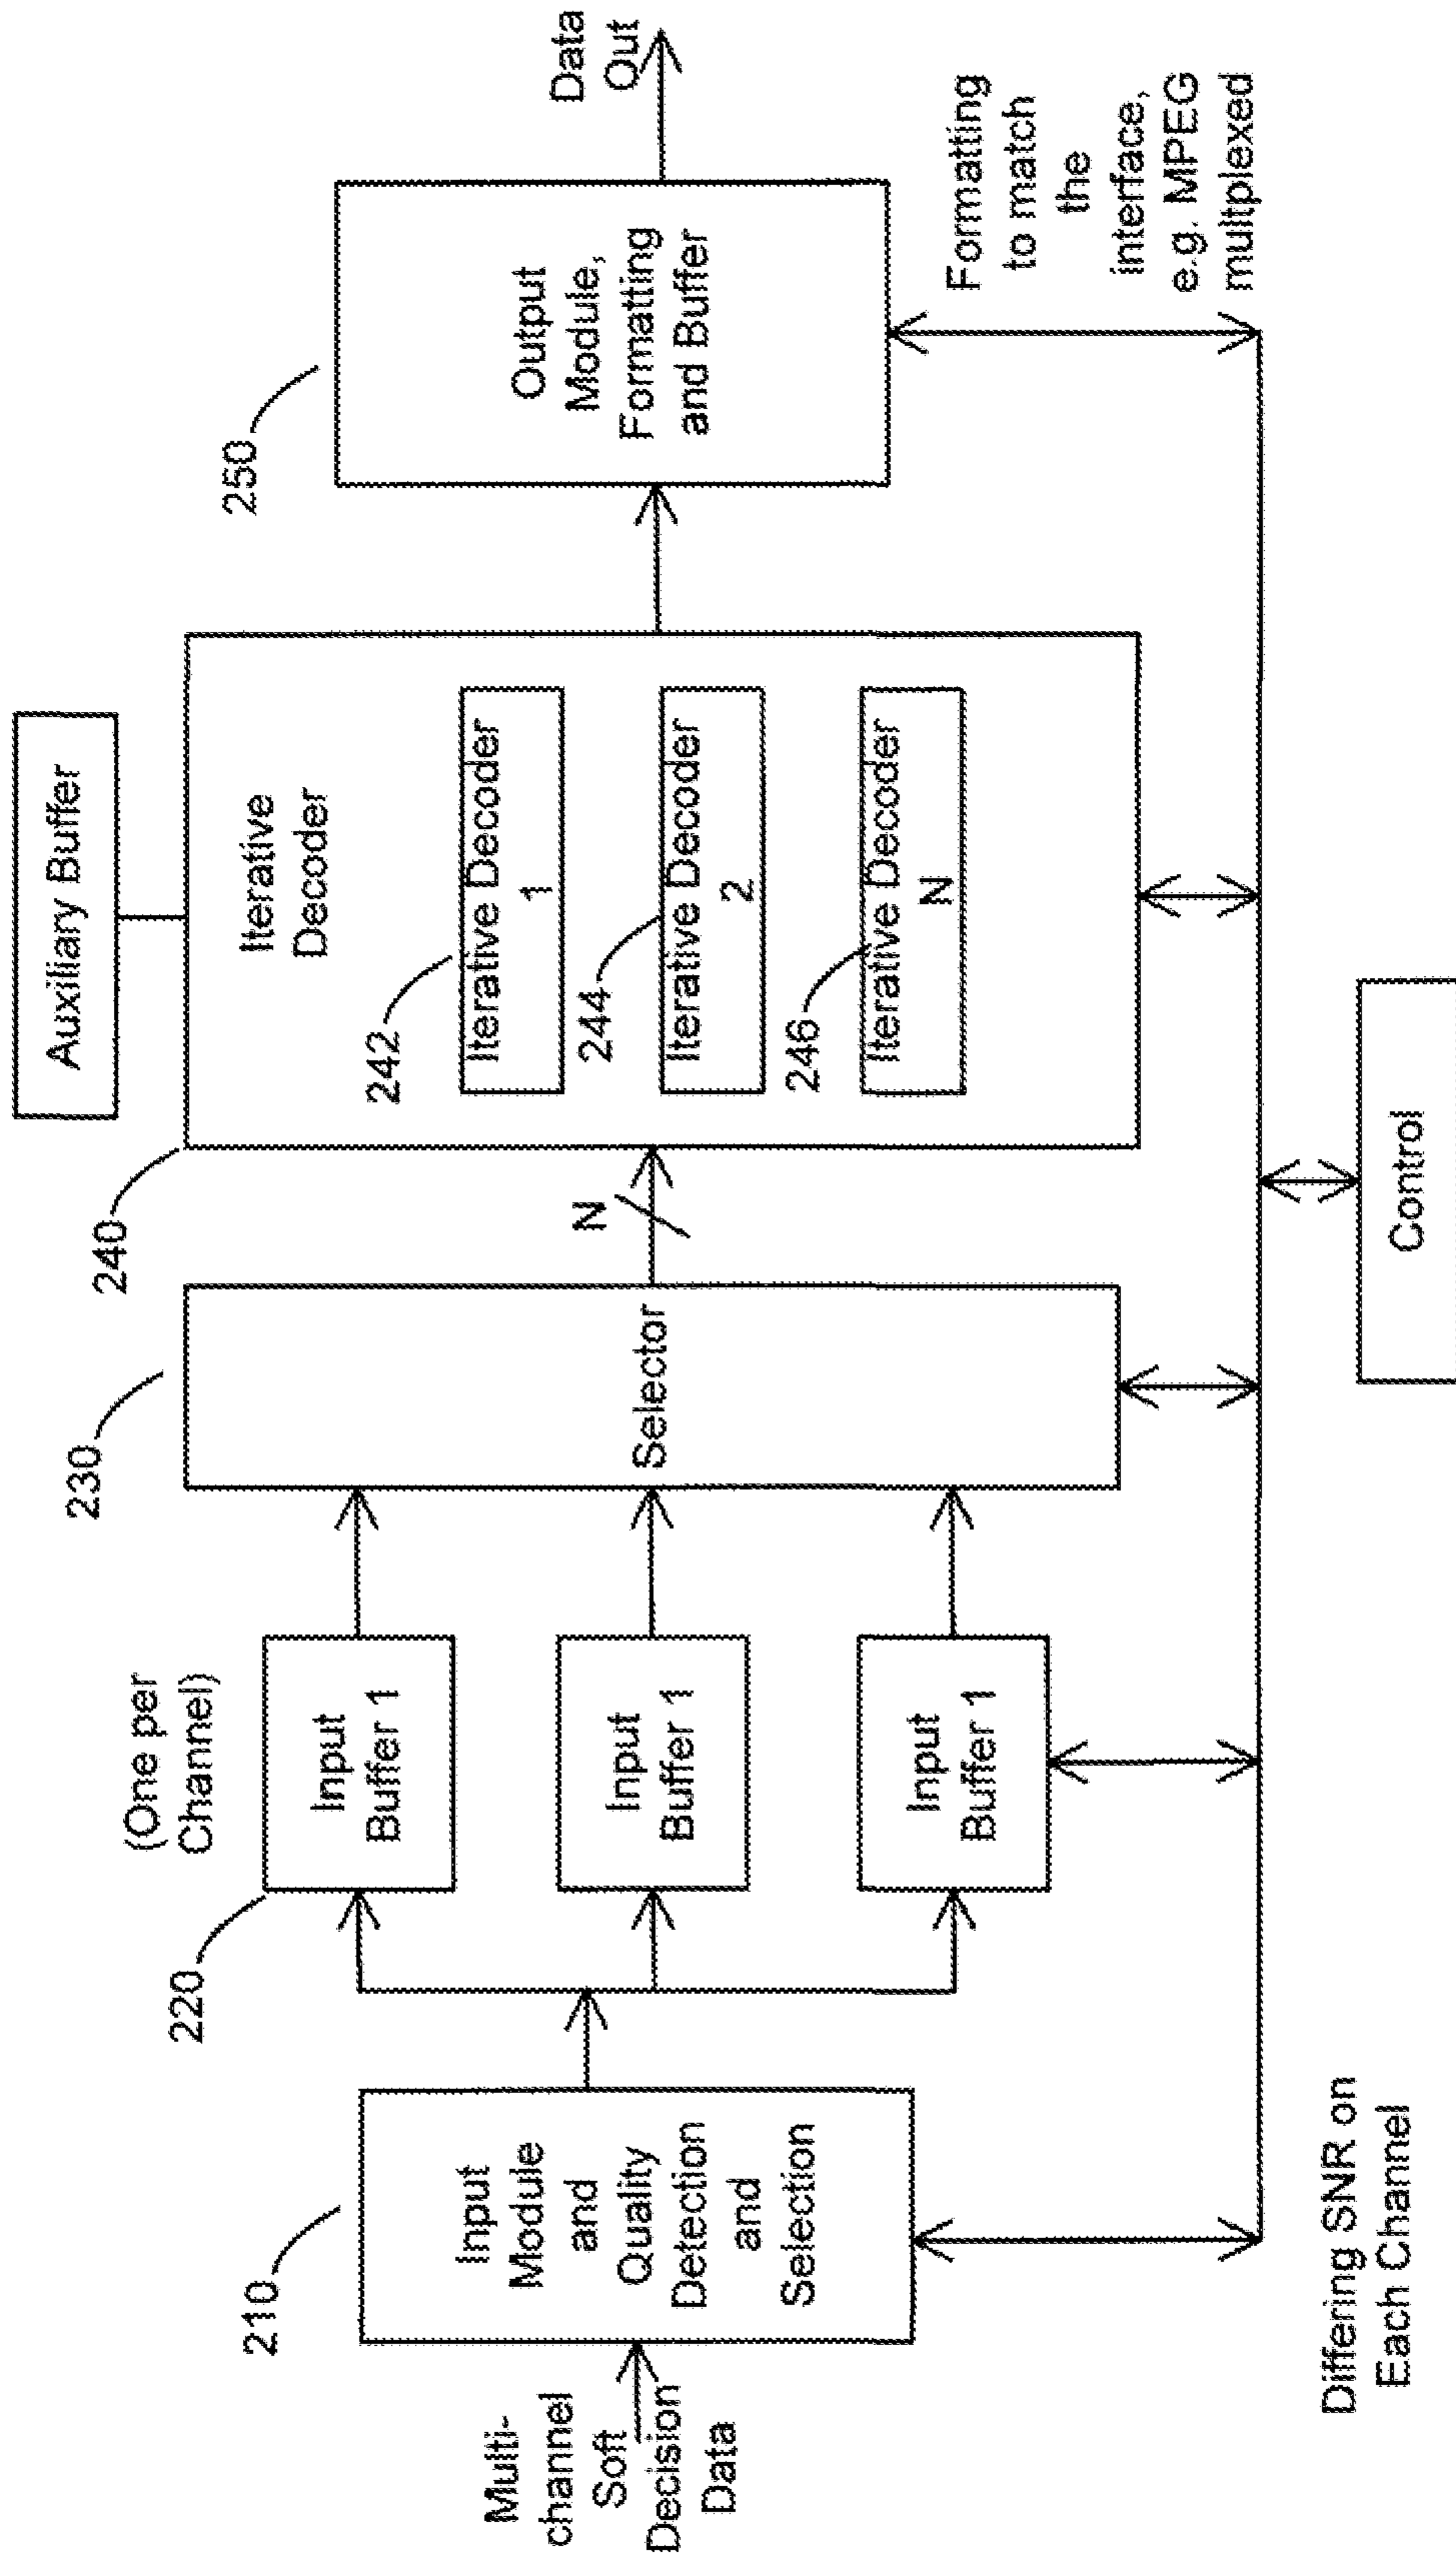 Multi-
channel
Soft
Decision
Data
210
Input
Module
and
Quality
Detection
and
Selection
220
(One per
Channel)
Input
Buffer 1
Input
Buffer 1
Input
Buffer 1
230
Selector
N
240
Auxiliary Buffer
Iterative
Decoder
242
Iterative Decoder
1
244
Iterative Decoder
2
246
Iterative Decoder
N
250
Output
Module,
Formatting
and Buffer
Data
Out
Formatting
to match
the
interface,
e.g. MPEG
multplexed
Control
Differing SNR on
Each Channel